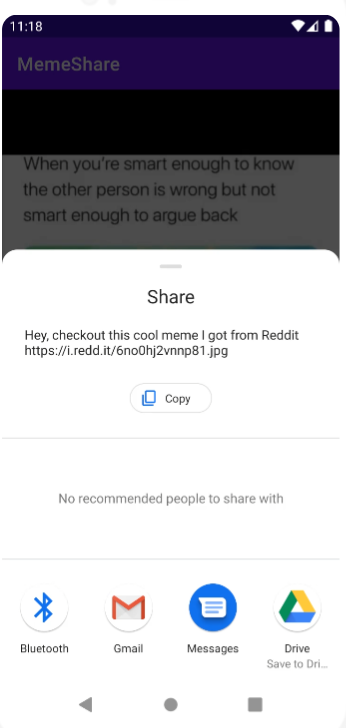 11:18
MemeShare
When you're smart enough to know
the other person is wrong but not
smart enough to argue back
Share
Hey, checkout this cool meme I got from Reddit
https://i.redd.it/6no0hj2vnnp81.jpg
Copy
No recommended people to share with
Bluetooth
Gmail
Messages
Drive
Save to Dri...